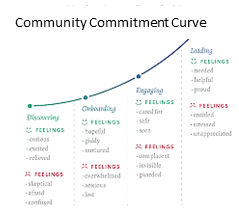 Community Commitment Curve
Discovering
FEELINGS
- curious
- excited
- relieved
FEELINGS
- skeptical
- afraid
- confused
Onboarding
FEELINGS
- hopeful
- giddy
- nurtured
FEELINGS
- overwhelmed
- anxious
- lost
Engaging
FEELINGS
- cared for
- safe
- seen
FEELINGS
- complacent
- invisible
- guarded
Leading
FEELINGS
- needed
- helpful
- proud
FEELINGS
- entitled
- unappreciated